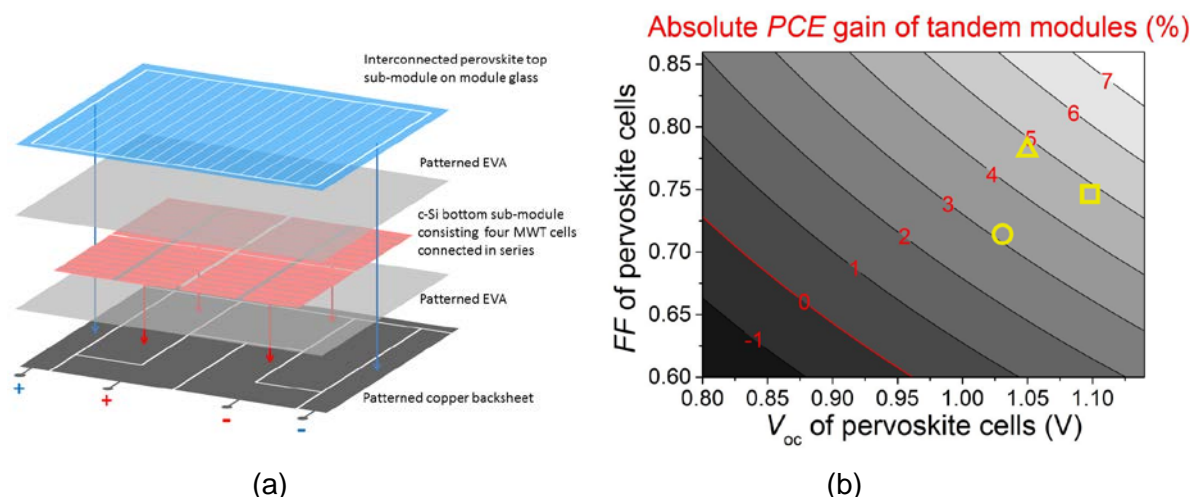 Interconnected perovskite top
sub-module on module glass
Patterned EVA
c-Si bottom sub-module
consisting four MWT cells
connected in series
Patterned EVA
Patterned copper backsheet
+
+
-
-
(a)
Absolute PCE gain of tandem modules (%)
FF of pervoskite cells
0.85
0.80
0.75
0.70
0.65
0.60
7
6
5
4
3
2
1
0
-1
0.80 0.85 0.90 0.95 1.00 1.05 1.10
Voc of pervoskite cells (V)
(b)